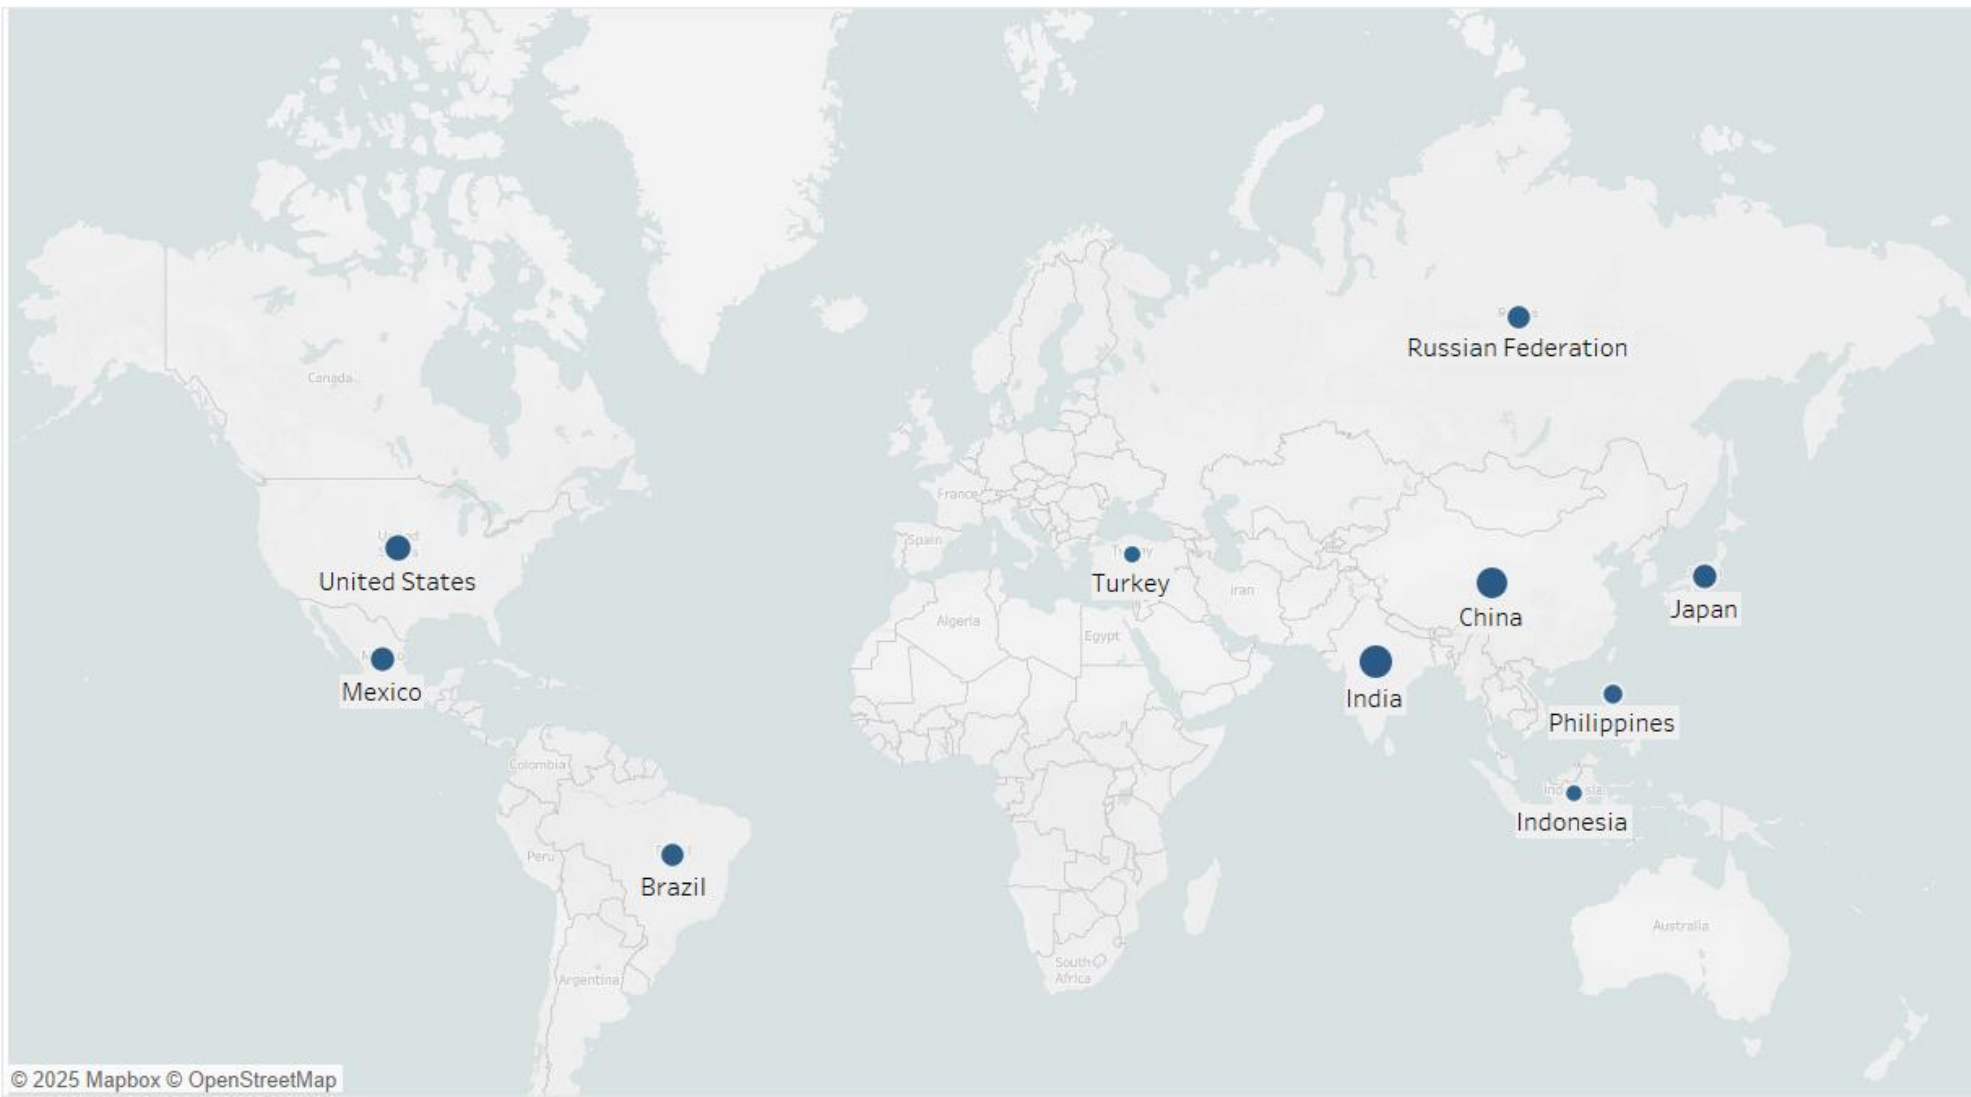 Canada
Russian Federation
France
Spain
United States
Turkey
Iran
China
Japan
Algeria
Egypt
Mexico
India
Philippines
Colombia
Indonesia
Peru
Brazil
Australia
South
Africa
Argentina
© 2025 Mapbox © OpenStreetMap